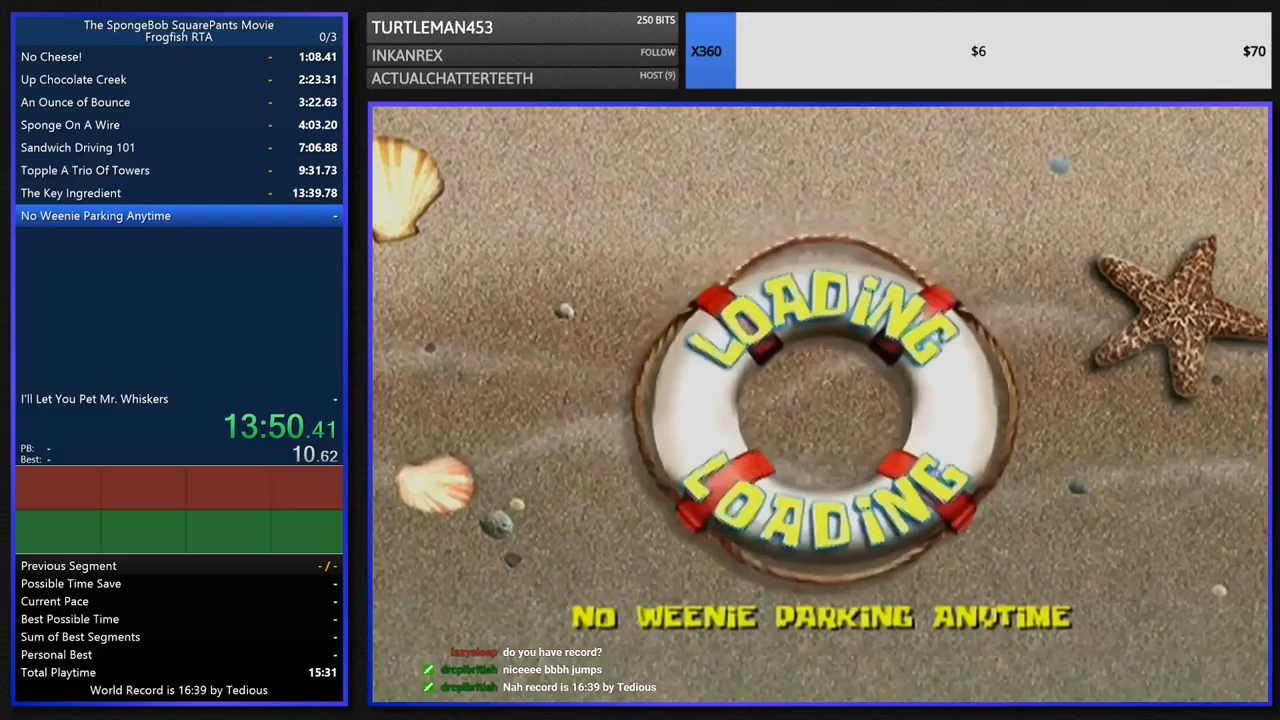 The SpongeBob SquarePants Movie
Frogfish RTA 0/3
No Cheese! - 1:08.41
Up Chocolate Creek - 2:23.31
An Ounce of Bounce - 3:22.63
Sponge On A Wire - 4:03.20
Sandwich Driving 101 - 7:06.88
Topple A Trio Of Towers - 9:31.73
The Key Ingredient - 13:39.78
No Weenie Parking Anytime -
I'll Let You Pet Mr. Whiskers -
13:50.41
PB: -
Best: - 10.62
Previous Segment - / -
Possible Time Save -
Current Pace -
Best Possible Time -
Sum of Best Segments -
Personal Best -
Total Playtime 15:31
World Record is 16:39 by Tedious
TURTLEMAN453 250 BITS
INKANREX FOLLOW
ACTUALCHATTERTEETH HOST (9)
X360 $6 $70
LOADING
LOADING
NO WEENIE PARKING ANYTIME
lazysleep do you have record?
drcplbritish niceeee bbbh jumps
drcplbritish Nah record is 16:39 by Tedious